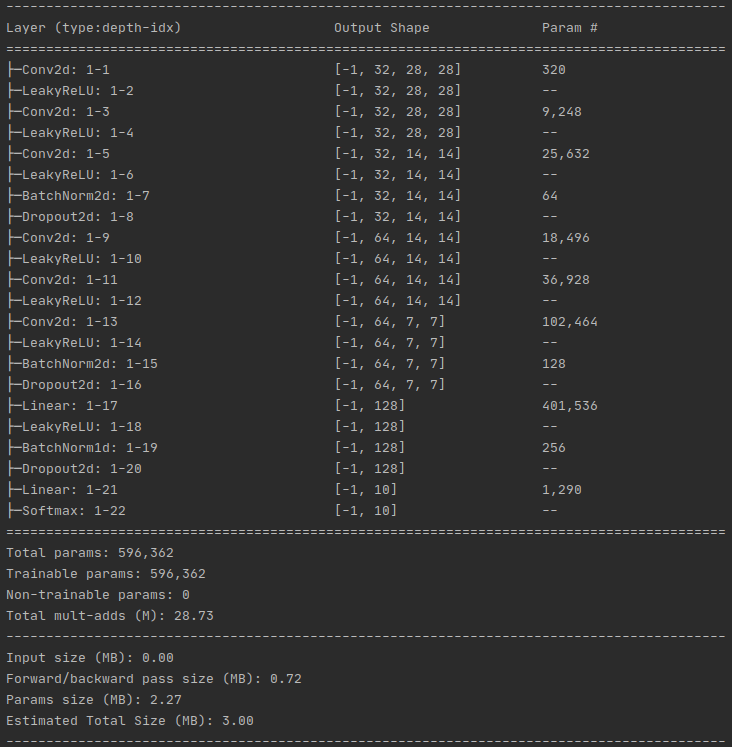 ------------------------------------------------------------------------------------------
Layer (type:depth-idx)                   Output Shape              Param #
==========================================================================================
├─Conv2d: 1-1                            [-1, 32, 28, 28]          320
├─LeakyReLU: 1-2                         [-1, 32, 28, 28]          --
├─Conv2d: 1-3                            [-1, 32, 28, 28]          9,248
├─LeakyReLU: 1-4                         [-1, 32, 28, 28]          --
├─Conv2d: 1-5                            [-1, 32, 14, 14]          25,632
├─LeakyReLU: 1-6                         [-1, 32, 14, 14]          --
├─BatchNorm2d: 1-7                       [-1, 32, 14, 14]          64
├─Dropout2d: 1-8                         [-1, 32, 14, 14]          --
├─Conv2d: 1-9                            [-1, 64, 14, 14]          18,496
├─LeakyReLU: 1-10                        [-1, 64, 14, 14]          --
├─Conv2d: 1-11                           [-1, 64, 14, 14]          36,928
├─LeakyReLU: 1-12                        [-1, 64, 14, 14]          --
├─Conv2d: 1-13                           [-1, 64, 7, 7]            102,464
├─LeakyReLU: 1-14                        [-1, 64, 7, 7]            --
├─BatchNorm2d: 1-15                      [-1, 64, 7, 7]            128
├─Dropout2d: 1-16                        [-1, 64, 7, 7]            --
├─Linear: 1-17                           [-1, 128]                 401,536
├─LeakyReLU: 1-18                        [-1, 128]                 --
├─BatchNorm1d: 1-19                      [-1, 128]                 256
├─Dropout2d: 1-20                        [-1, 128]                 --
├─Linear: 1-21                           [-1, 10]                  1,290
├─Softmax: 1-22                          [-1, 10]                  --
==========================================================================================
Total params: 596,362
Trainable params: 596,362
Non-trainable params: 0
Total mult-adds (M): 28.73
------------------------------------------------------------------------------------------
Input size (MB): 0.00
Forward/backward pass size (MB): 0.72
Params size (MB): 2.27
Estimated Total Size (MB): 3.00
------------------------------------------------------------------------------------------